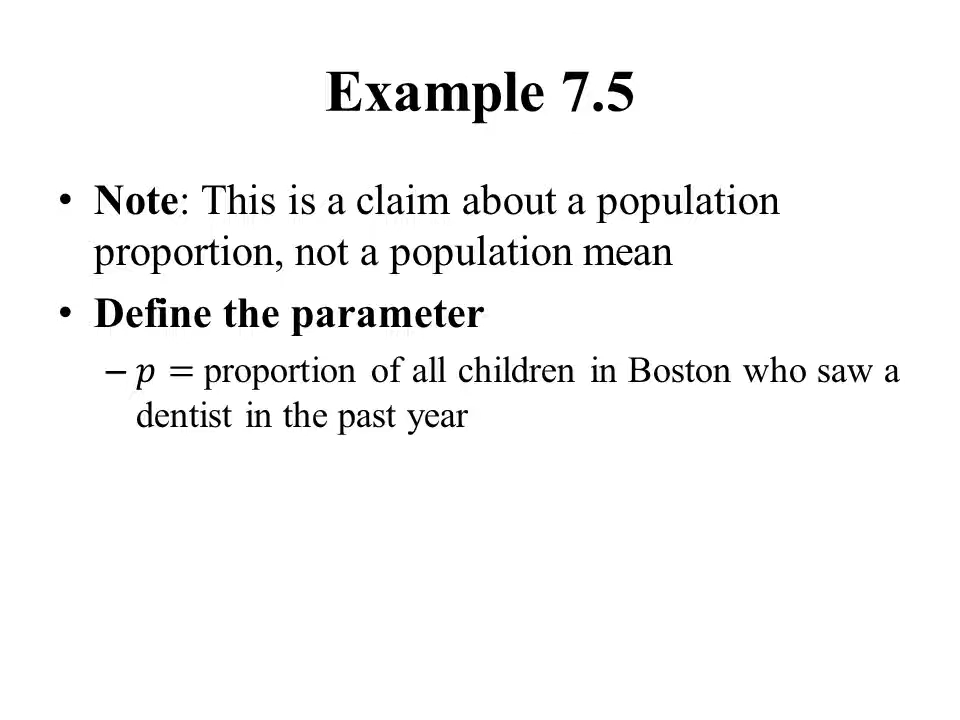 Example 7.5
• Note: This is a claim about a population
proportion, not a population mean
• Define the parameter
– 𝑝 = proportion of all children in Boston who saw a
dentist in the past year